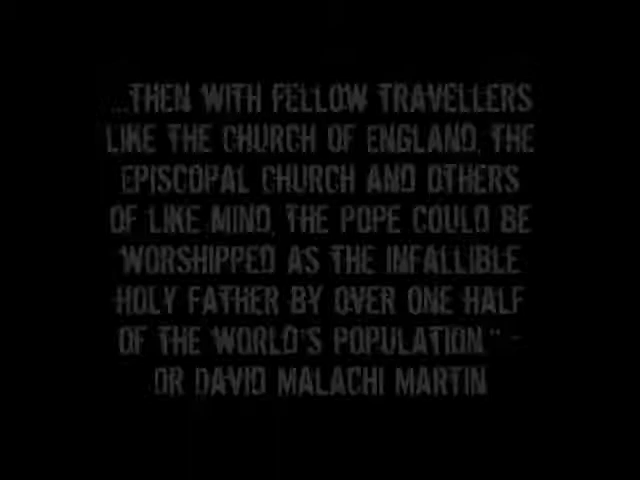 ...THEN WITH FELLOW TRAVELLERS
LIKE THE CHURCH OF ENGLAND, THE
EPISCOPAL CHURCH AND OTHERS
OF LIKE MIND, THE POPE COULD BE
WORSHIPPED AS THE INFALLIBLE
HOLY FATHER BY OVER ONE HALF
OF THE WORLD'S POPULATION." -
DR DAVID MALACHI MARTIN